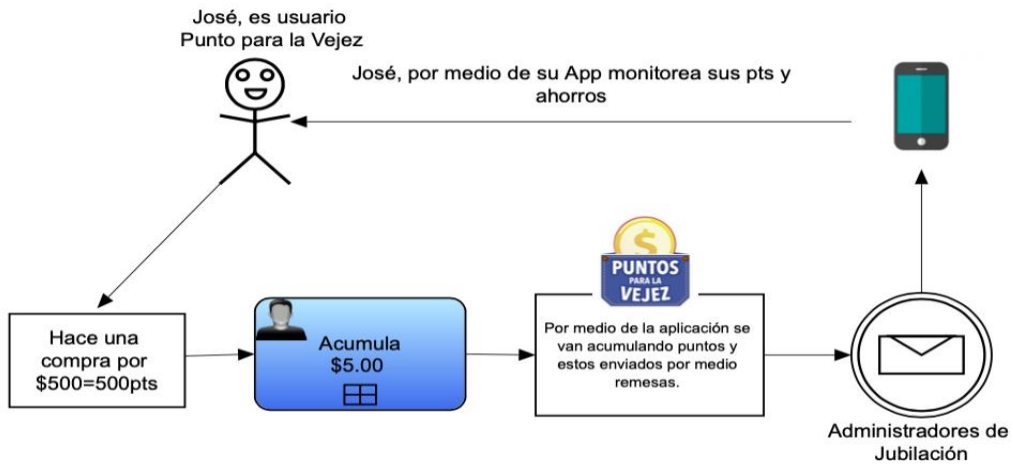 José, es usuario
Punto para la Vejez
José, por medio de su App monitorea sus pts y
ahorros
Hace una
compra por
$500=500pts
Acumula
$5.00
$
PUNTOS
PARA LA
VEJEZ
Por medio de la aplicación se
van acumulando puntos y
estos enviados por medio
remesas.
Administradores de
Jubilación